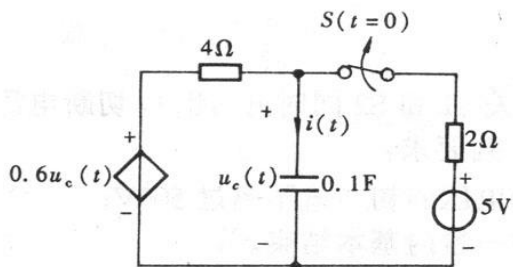 S(t=0)
4Ω
+
i(t)
+
2Ω
0.6u_c(t)
u_c(t)
0.1F
+
5V
-
-
-